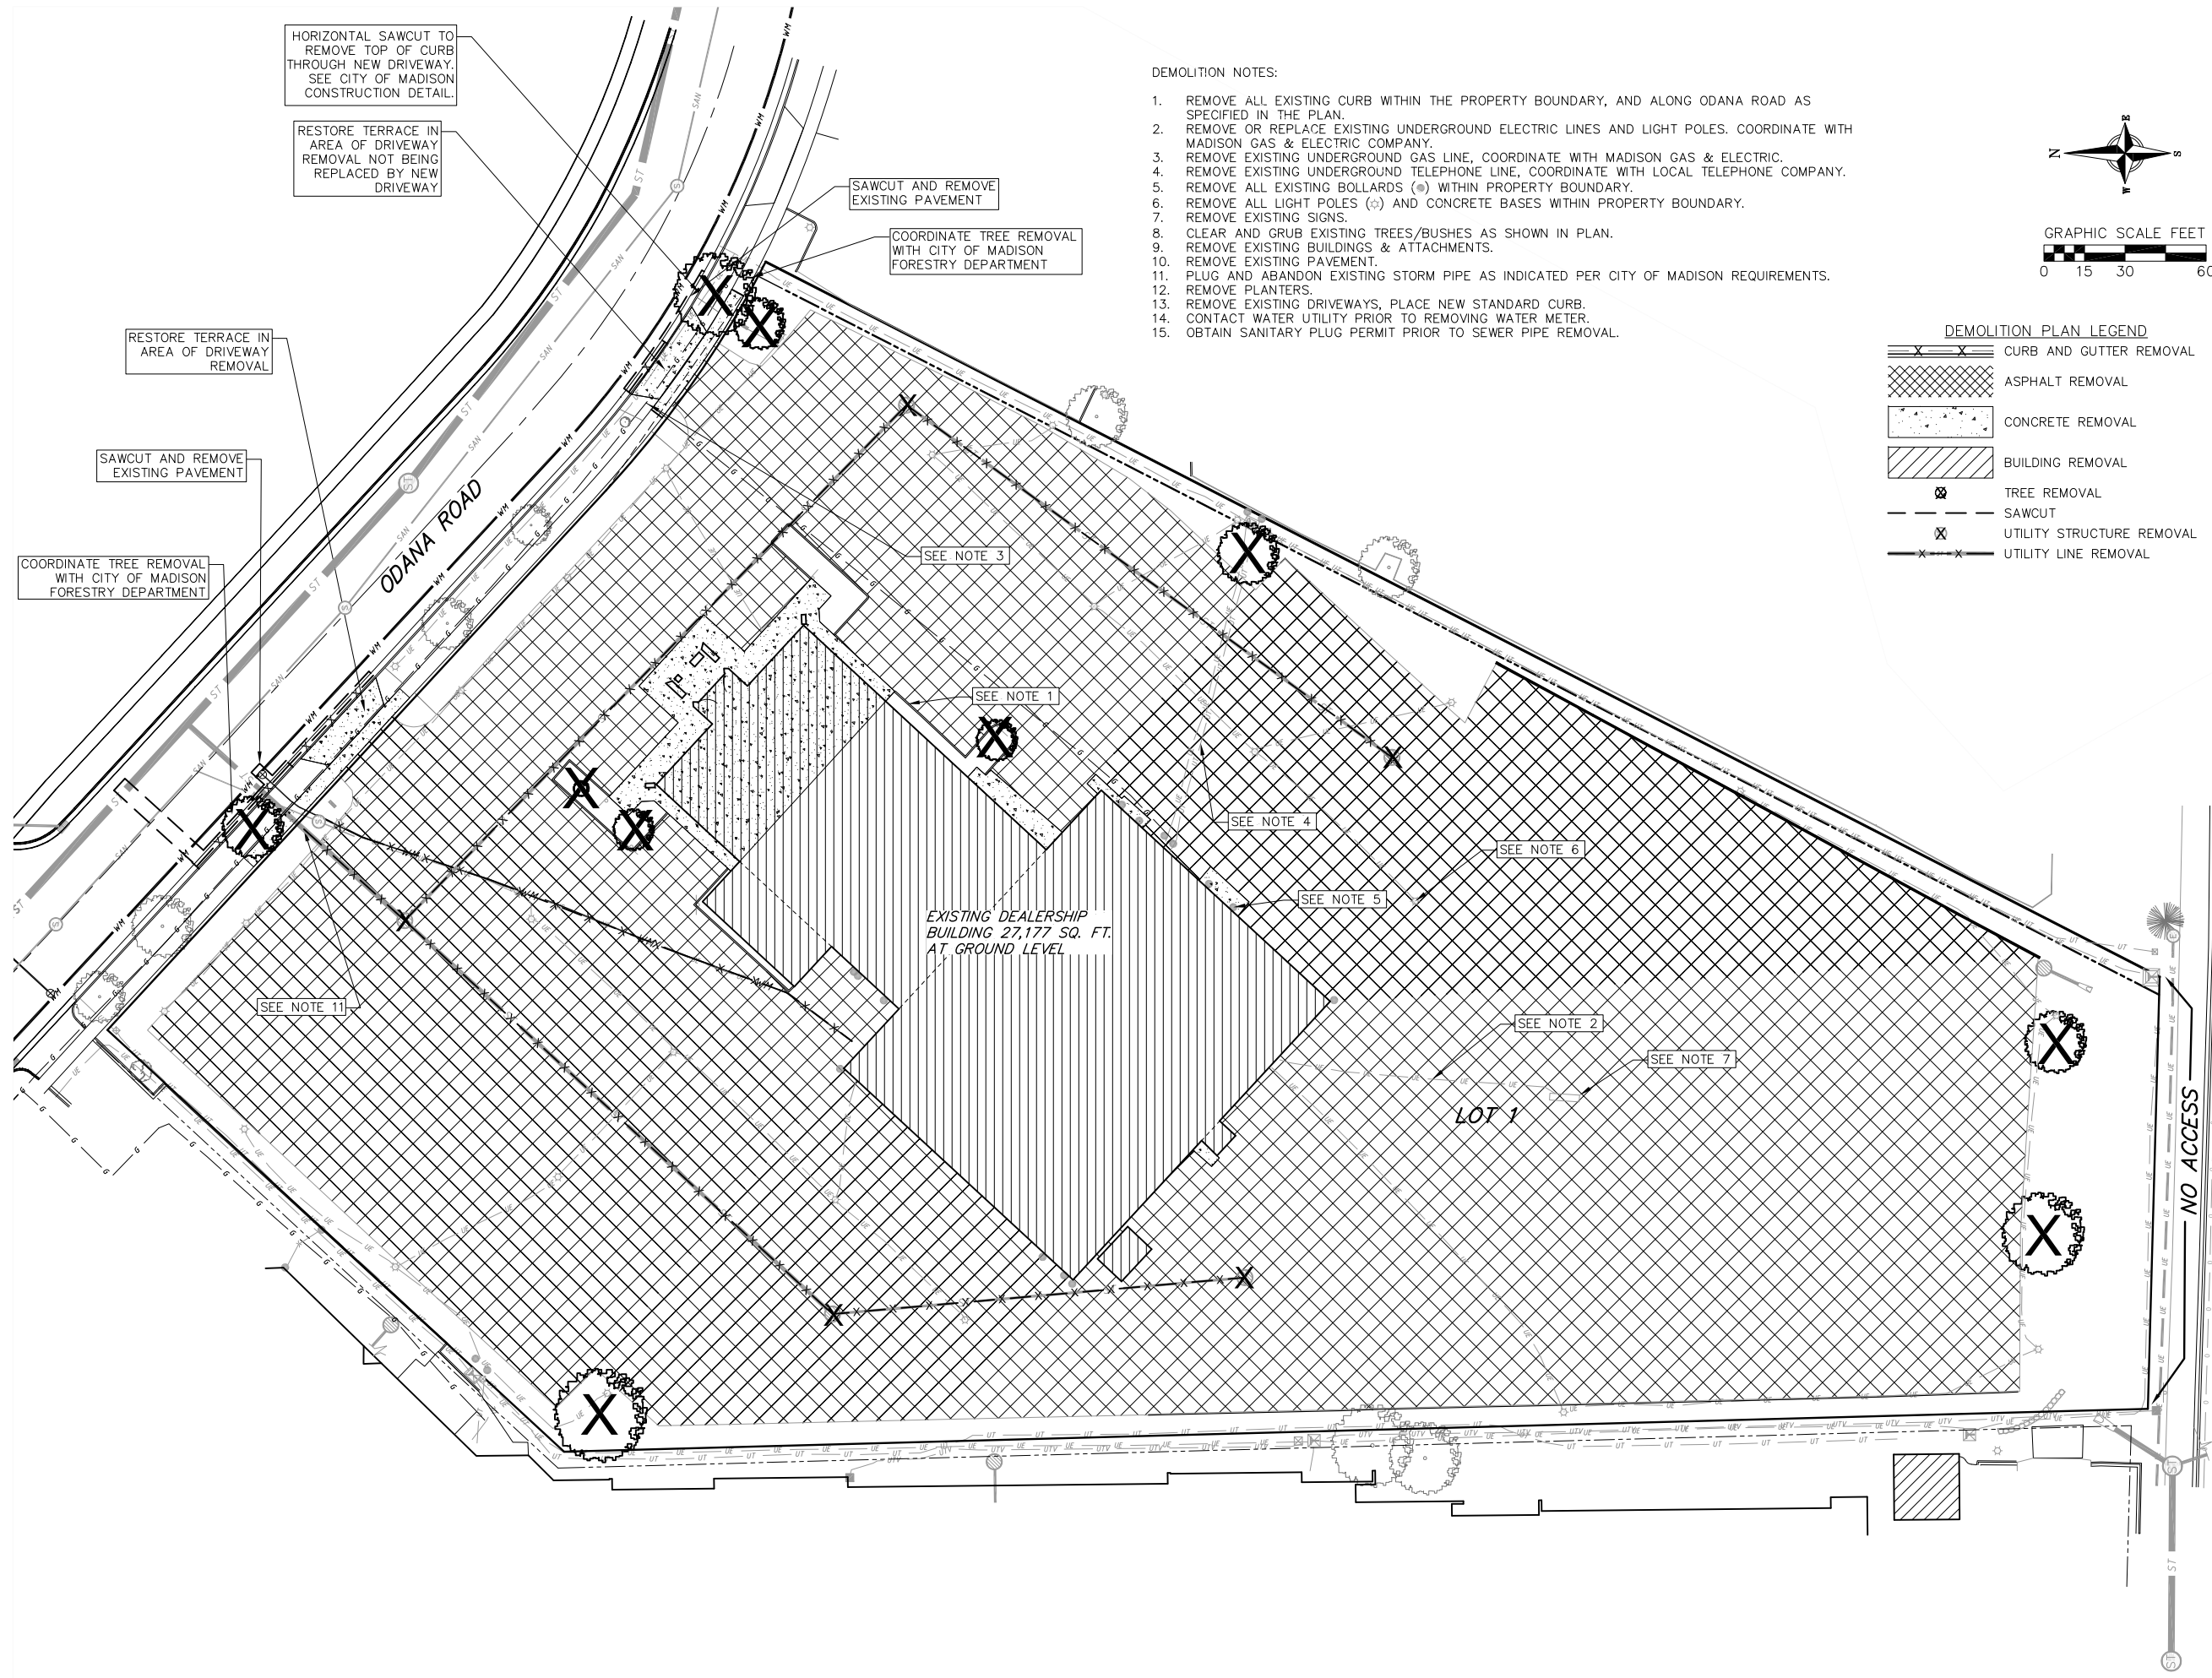 HORIZONTAL SAWCUT TO
REMOVE TOP OF CURB
THROUGH NEW DRIVEWAY.
SEE CITY OF MADISON
CONSTRUCTION DETAIL.
RESTORE TERRACE IN
AREA OF DRIVEWAY
REMOVAL NOT BEING
REPLACED BY NEW
DRIVEWAY
SAWCUT AND REMOVE
EXISTING PAVEMENT
COORDINATE TREE REMOVAL
WITH CITY OF MADISON
FORESTRY DEPARTMENT
RESTORE TERRACE IN
AREA OF DRIVEWAY
REMOVAL
SAWCUT AND REMOVE
EXISTING PAVEMENT
COORDINATE TREE REMOVAL
WITH CITY OF MADISON
FORESTRY DEPARTMENT
ODANA ROAD
DEMOLITION NOTES:
1. REMOVE ALL EXISTING CURB WITHIN THE PROPERTY BOUNDARY, AND ALONG ODANA ROAD AS
SPECIFIED IN THE PLAN.
2. REMOVE OR REPLACE EXISTING UNDERGROUND ELECTRIC LINES AND LIGHT POLES. COORDINATE WITH
MADISON GAS & ELECTRIC COMPANY.
3. REMOVE EXISTING UNDERGROUND GAS LINE, COORDINATE WITH MADISON GAS & ELECTRIC.
4. REMOVE EXISTING UNDERGROUND TELEPHONE LINE, COORDINATE WITH LOCAL TELEPHONE COMPANY.
5. REMOVE ALL EXISTING BOLLARDS ( ) WITHIN PROPERTY BOUNDARY.
6. REMOVE ALL LIGHT POLES ( ) AND CONCRETE BASES WITHIN PROPERTY BOUNDARY.
7. REMOVE EXISTING SIGNS.
8. CLEAR AND GRUB EXISTING TREES/BUSHES AS SHOWN IN PLAN.
9. REMOVE EXISTING BUILDINGS & ATTACHMENTS.
10. REMOVE EXISTING PAVEMENT.
11. PLUG AND ABANDON EXISTING STORM PIPE AS INDICATED PER CITY OF MADISON REQUIREMENTS.
12. REMOVE PLANTERS.
13. REMOVE EXISTING DRIVEWAYS, PLACE NEW STANDARD CURB.
14. CONTACT WATER UTILITY PRIOR TO REMOVING WATER METER.
15. OBTAIN SANITARY PLUG PERMIT PRIOR TO SEWER PIPE REMOVAL.
N
E
S
W
GRAPHIC SCALE FEET
0 15 30 60
DEMOLITION PLAN LEGEND
CURB AND GUTTER REMOVAL
ASPHALT REMOVAL
CONCRETE REMOVAL
BUILDING REMOVAL
TREE REMOVAL
SAWCUT
UTILITY STRUCTURE REMOVAL
UTILITY LINE REMOVAL
SEE NOTE 3
SEE NOTE 1
SEE NOTE 4
SEE NOTE 6
SEE NOTE 5
EXISTING DEALERSHIP
BUILDING 27,177 SQ. FT.
AT GROUND LEVEL
SEE NOTE 11
SEE NOTE 2
SEE NOTE 7
LOT 1
NO ACCESS